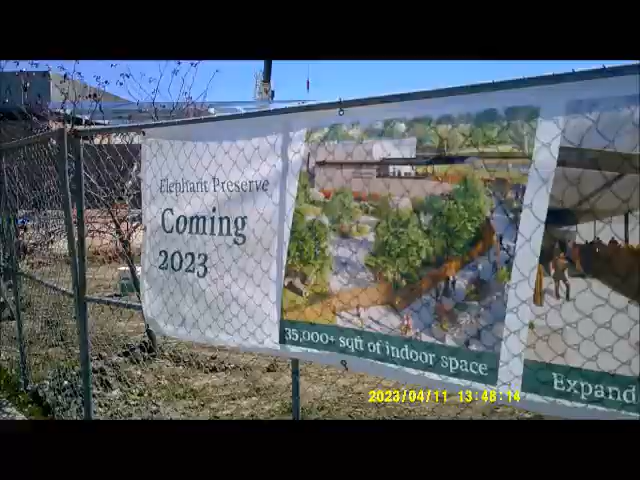 Elephant Preserve
Coming
2023
35,000+ sqft of indoor space
Expand
2023/04/11 13:48:14